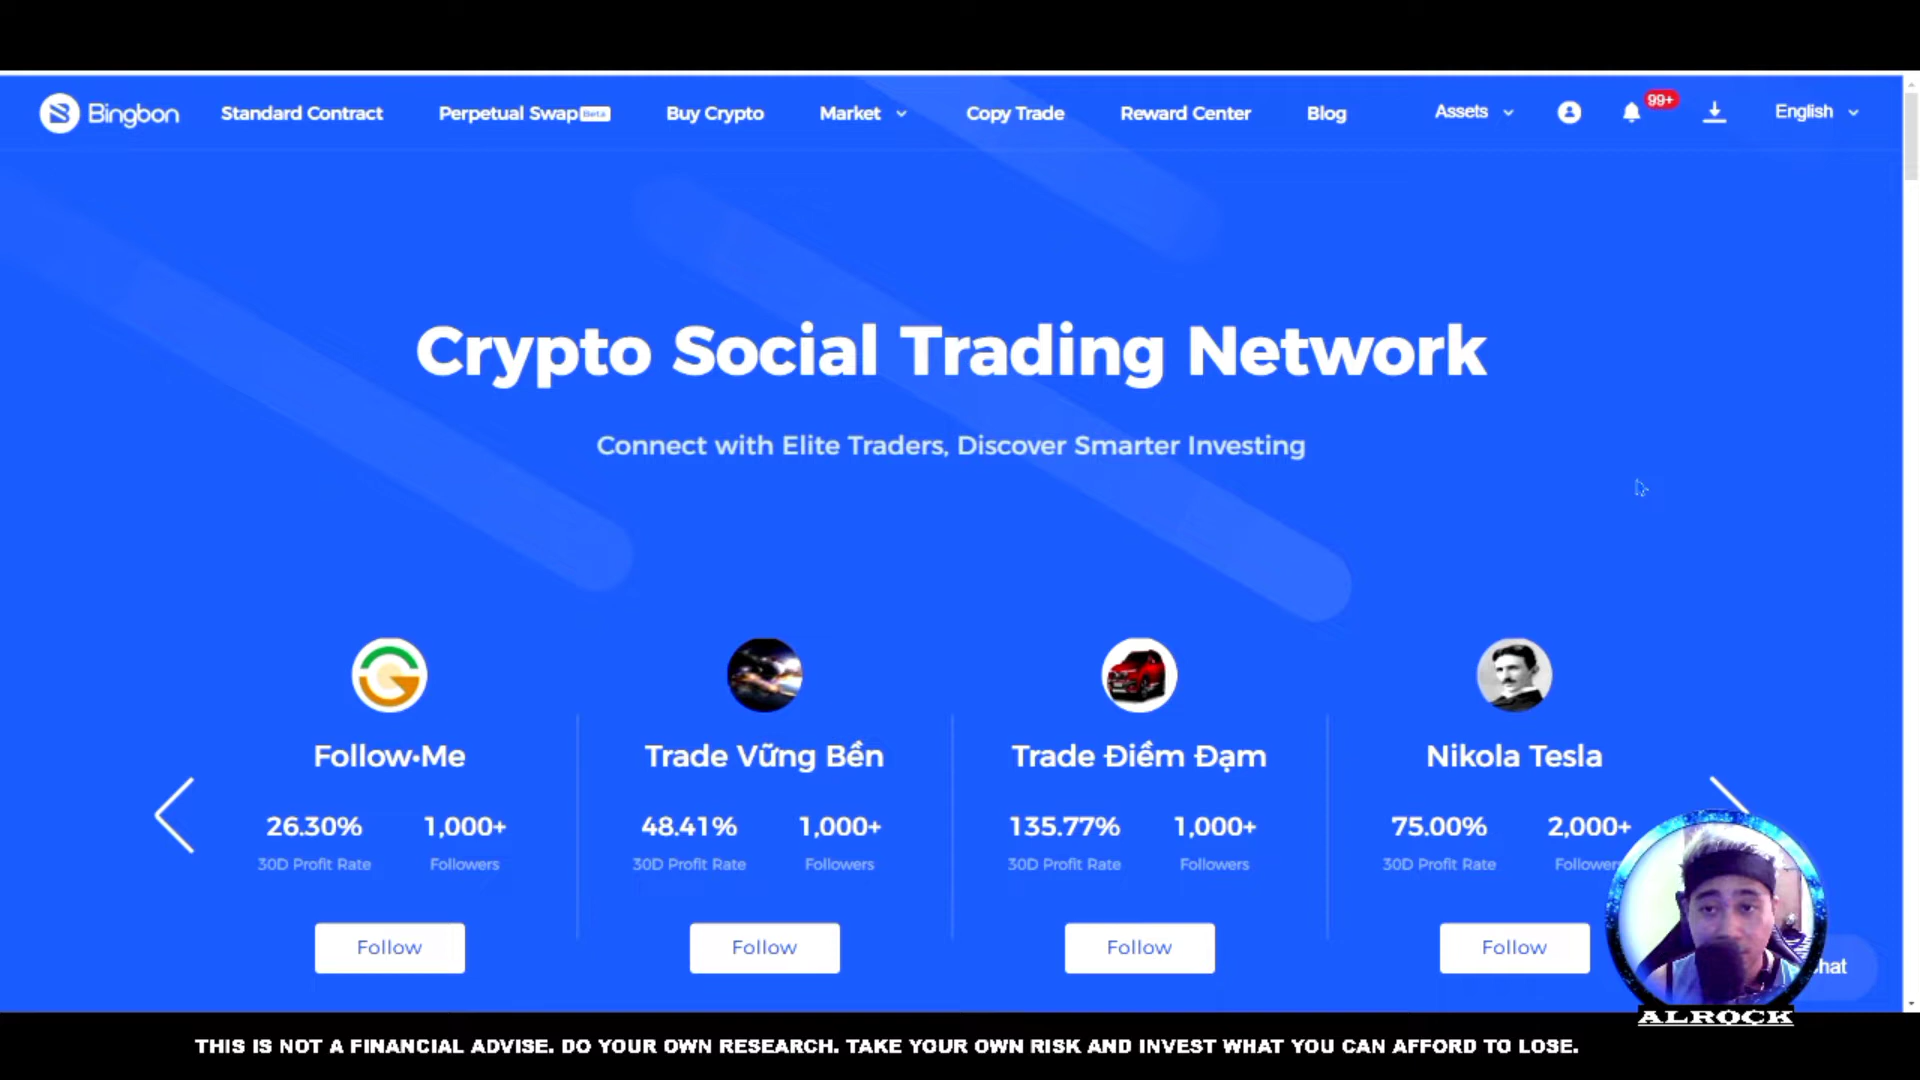 Bingbon Standard Contract Perpetual Swap Beta Buy Crypto Market Copy Trade Reward Center Blog Assets 99+ English
Crypto Social Trading Network
Connect with Elite Traders, Discover Smarter Investing
Follow•Me Trade Vững Bền Trade Điềm Đạm Nikola Tesla
26.30% 1,000+ 48.41% 1,000+ 135.77% 1,000+ 75.00% 2,000+
30D Profit Rate Followers 30D Profit Rate Followers 30D Profit Rate Followers 30D Profit Rate Followers
Follow Follow Follow Follow
hat
ALROCK
THIS IS NOT A FINANCIAL ADVISE. DO YOUR OWN RESEARCH. TAKE YOUR OWN RISK AND INVEST WHAT YOU CAN AFFORD TO LOSE.